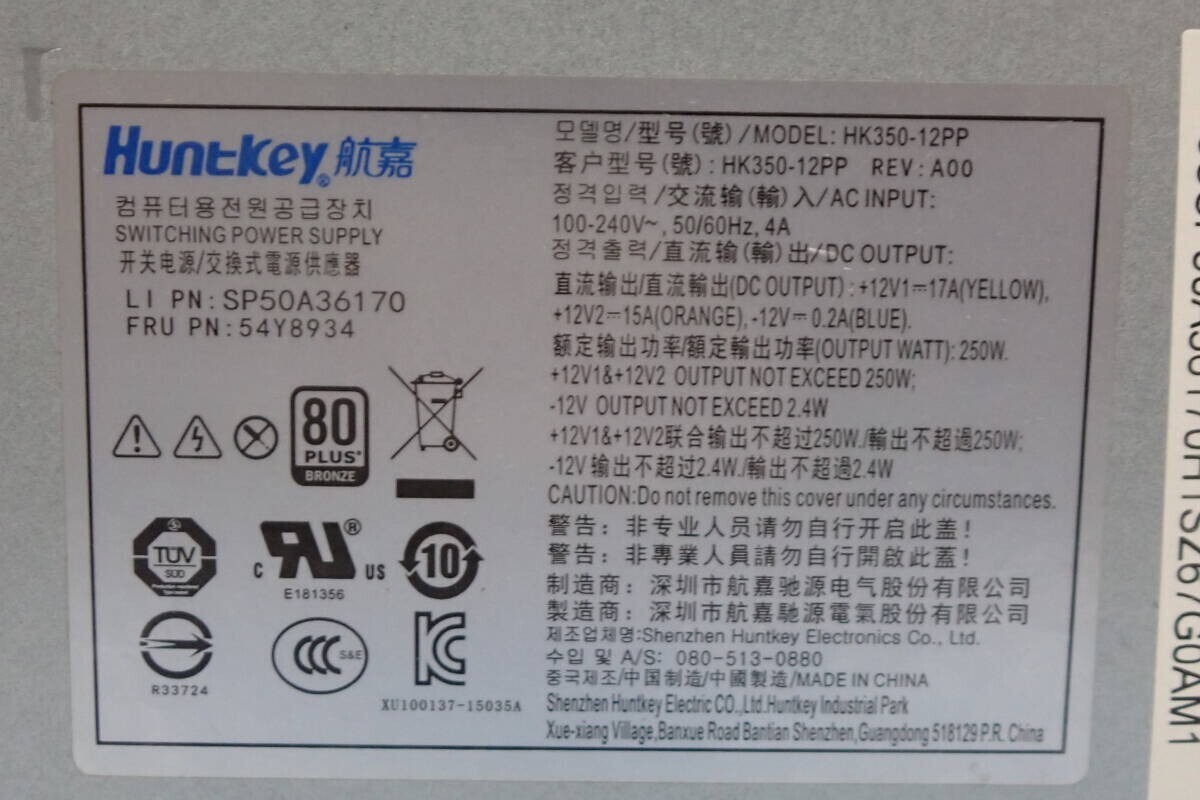 Huntkey®航嘉
컴퓨터용전원공급장치
SWITCHING POWER SUPPLY
开关电源/交换式電源供應器
LI PN: SP50A36170
FRU PN: 54Y8934
80
PLUS®
BRONZE
TÜV
SÜD
C RU® US
E181356
10
R33724
CCC S&E
KC
XU100137-15035A
모델명/型号(號)/MODEL: HK350-12PP
客户型号(號): HK350-12PP REV: A00
정격입력/交流输(輸)入/AC INPUT:
100-240V~, 50/60Hz, 4A
정격출력/直流输(輸)出/DC OUTPUT:
直流输出/直流輸出(DC OUTPUT): +12V1⎓17A(YELLOW),
+12V2⎓15A(ORANGE), -12V⎓0.2A(BLUE).
额定输出功率/額定輸出功率(OUTPUT WATT): 250W.
+12V1&+12V2 OUTPUT NOT EXCEED 250W;
-12V OUTPUT NOT EXCEED 2.4W
+12V1&+12V2联合输出不超过250W./輸出不超過250W;
-12V输出不超过2.4W./輸出不超過2.4W
CAUTION:Do not remove this cover under any circumstances.
警告：非专业人员请勿自行开启此盖！
警告：非專業人員請勿自行開啟此蓋！
制造商：深圳市航嘉驰源电气股份有限公司
製造商：深圳市航嘉馳源電氣股份有限公司
제조업체명:Shenzhen Huntkey Electronics Co., Ltd.
수입 및 A/S: 080-513-0880
중국제조/中国制造/中國製造/MADE IN CHINA
Shenzhen Huntkey Electric CO.,Ltd.Huntkey Industrial Park
Xue-xiang Village,Banxue Road Bantian Shenzhen,Guangdong 518129 P.R. China